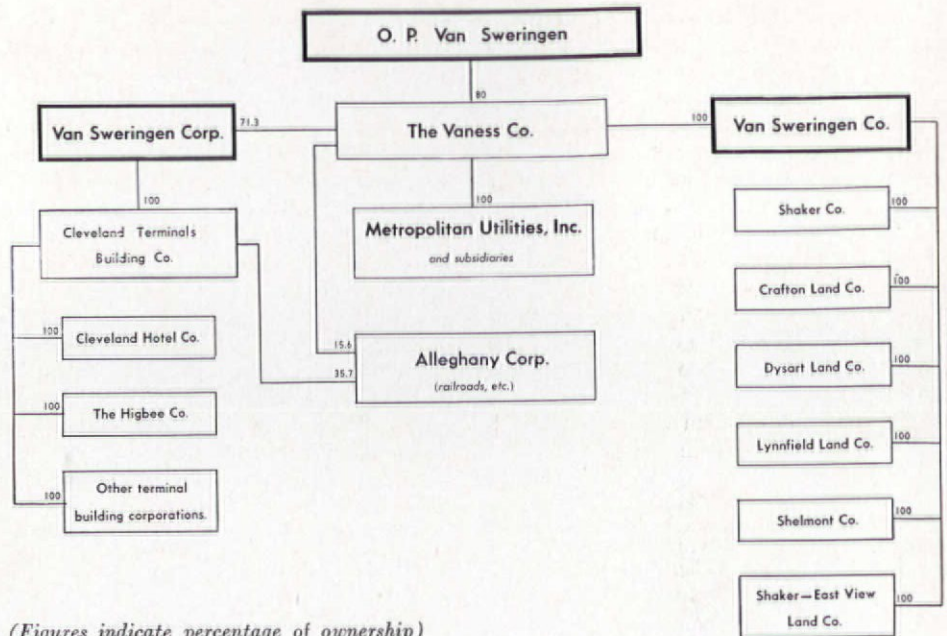 O. P. Van Sweringen
80
Van Sweringen Corp.
71.3
The Vaness Co.
100
Van Sweringen Co.
100
Cleveland Terminals
Building Co.
100
Metropolitan Utilities, Inc.
and subsidiaries
Shaker Co.
100
Crafton Land Co.
100
100
Cleveland Hotel Co.
15.6
35.7
Alleghany Corp.
(railroads, etc.)
Dysart Land Co.
100
100
The Higbee Co.
Lynnfield Land Co.
100
100
Other terminal
building corporations.
Shelmont Co.
100
Shaker—East View
Land Co.
100
(Figures indicate percentage of ownership)